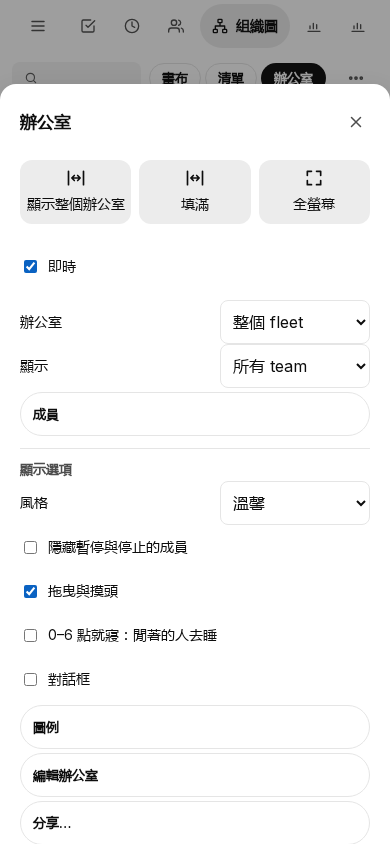 組織圖
畫布
清單
辦公室
辦公室
顯示整個辦公室
填滿
全螢幕
即時
辦公室
整個 fleet
顯示
所有 team
成員
顯示選項
風格
溫馨
隱藏暫停與停止的成員
拖曳與摸頭
0–6 點就寢：閒著的人去睡
對話框
圖例
編輯辦公室
分享...